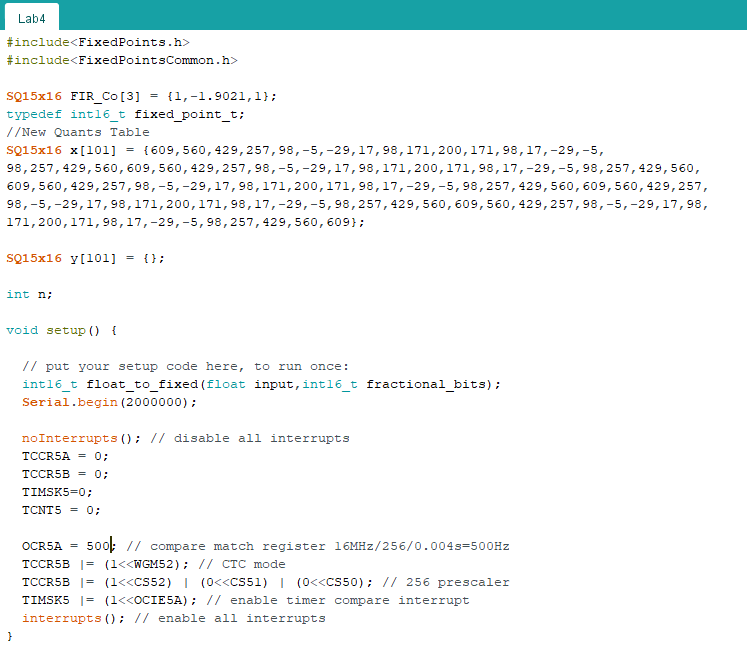 Lab4
#include<FixedPoints.h>
#include<FixedPointsCommon.h>
SQ15x16 FIR_Co[3] = {1,-1.9021,1};
typedef int16_t fixed_point_t;
//New Quants Table
SQ15x16 x[101] = {609,560,429,257,98,-5,-29,17,98,171,200,171,98,17,-29,-5,
98,257,429,560,609,560,429,257,98,-5,-29,17,98,171,200,171,98,17,-29,-5,98,257,429,560,
609,560,429,257,98,-5,-29,17,98,171,200,171,98,17,-29,-5,98,257,429,560,609,560,429,257,
98,-5,-29,17,98,171,200,171,98,17,-29,-5,98,257,429,560,609,560,429,257,98,-5,-29,17,98,
171,200,171,98,17,-29,-5,98,257,429,560,609};
SQ15x16 y[101] = {};
int n;
void setup() {
// put your setup code here, to run once:
int16_t float_to_fixed(float input,int16_t fractional_bits);
Serial.begin(2000000);
noInterrupts(); // disable all interrupts
TCCR5A = 0;
TCCR5B = 0;
TIMSK5=0;
TCNT5 = 0;
OCR5A = 500; // compare match register 16MHz/256/0.004s=500Hz
TCCR5B |= (1<<WGM52); // CTC mode
TCCR5B |= (1<<CS52) | (0<<CS51) | (0<<CS50); // 256 prescaler
TIMSK5 |= (1<<OCIE5A); // enable timer compare interrupt
interrupts(); // enable all interrupts
}